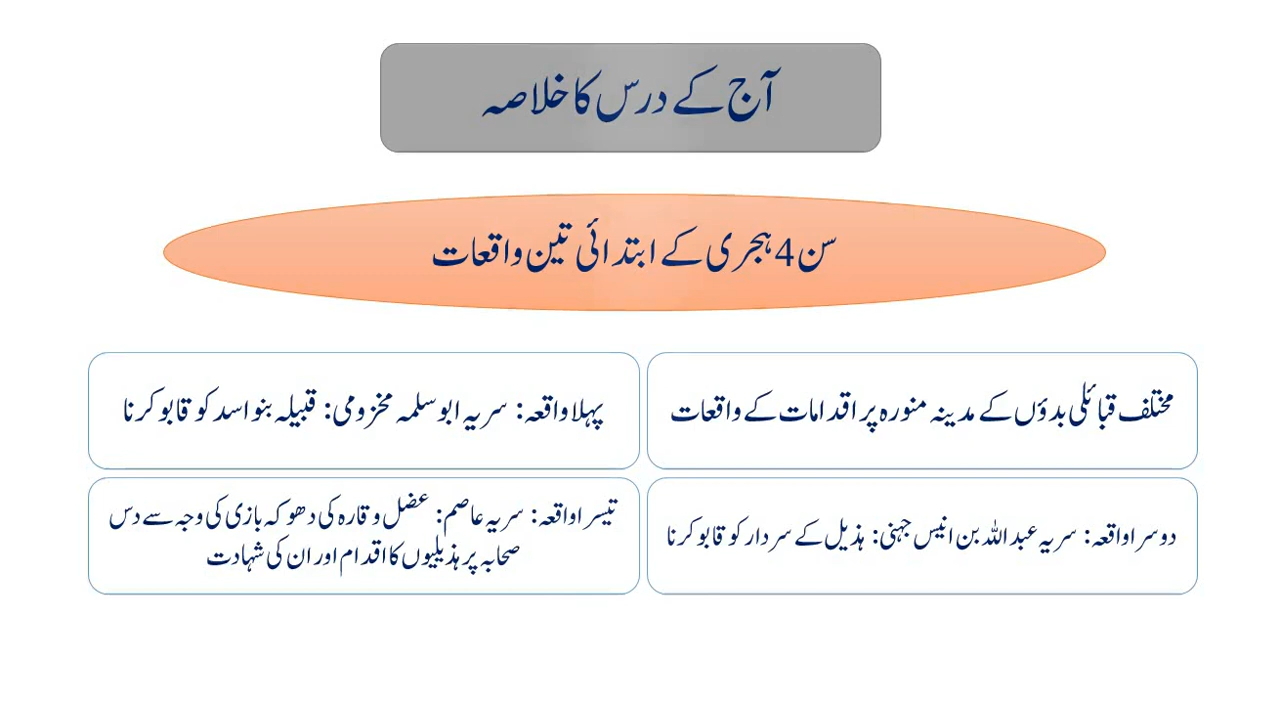 آج کے درس کا خلاصہ
سن 4 ہجری کے ابتدائی تین واقعات
مختلف قبائلی بدؤں کے مدینہ منورہ پر اقدامات کے واقعات
پہلا واقعہ: سریہ ابو سلمہ مخزومی: قبیلہ بنو اسد کو قابو کرنا
دوسرا واقعہ: سریہ عبد اللہ بن انیس جہنی: ہذیل کے سردار کو قابو کرنا
تیسرا واقعہ: سریہ عاصم: عضل و قارہ کی دھوکہ بازی کی وجہ سے دس
صحابہ پر ہذیلیوں کا اقدام اور ان کی شہادت